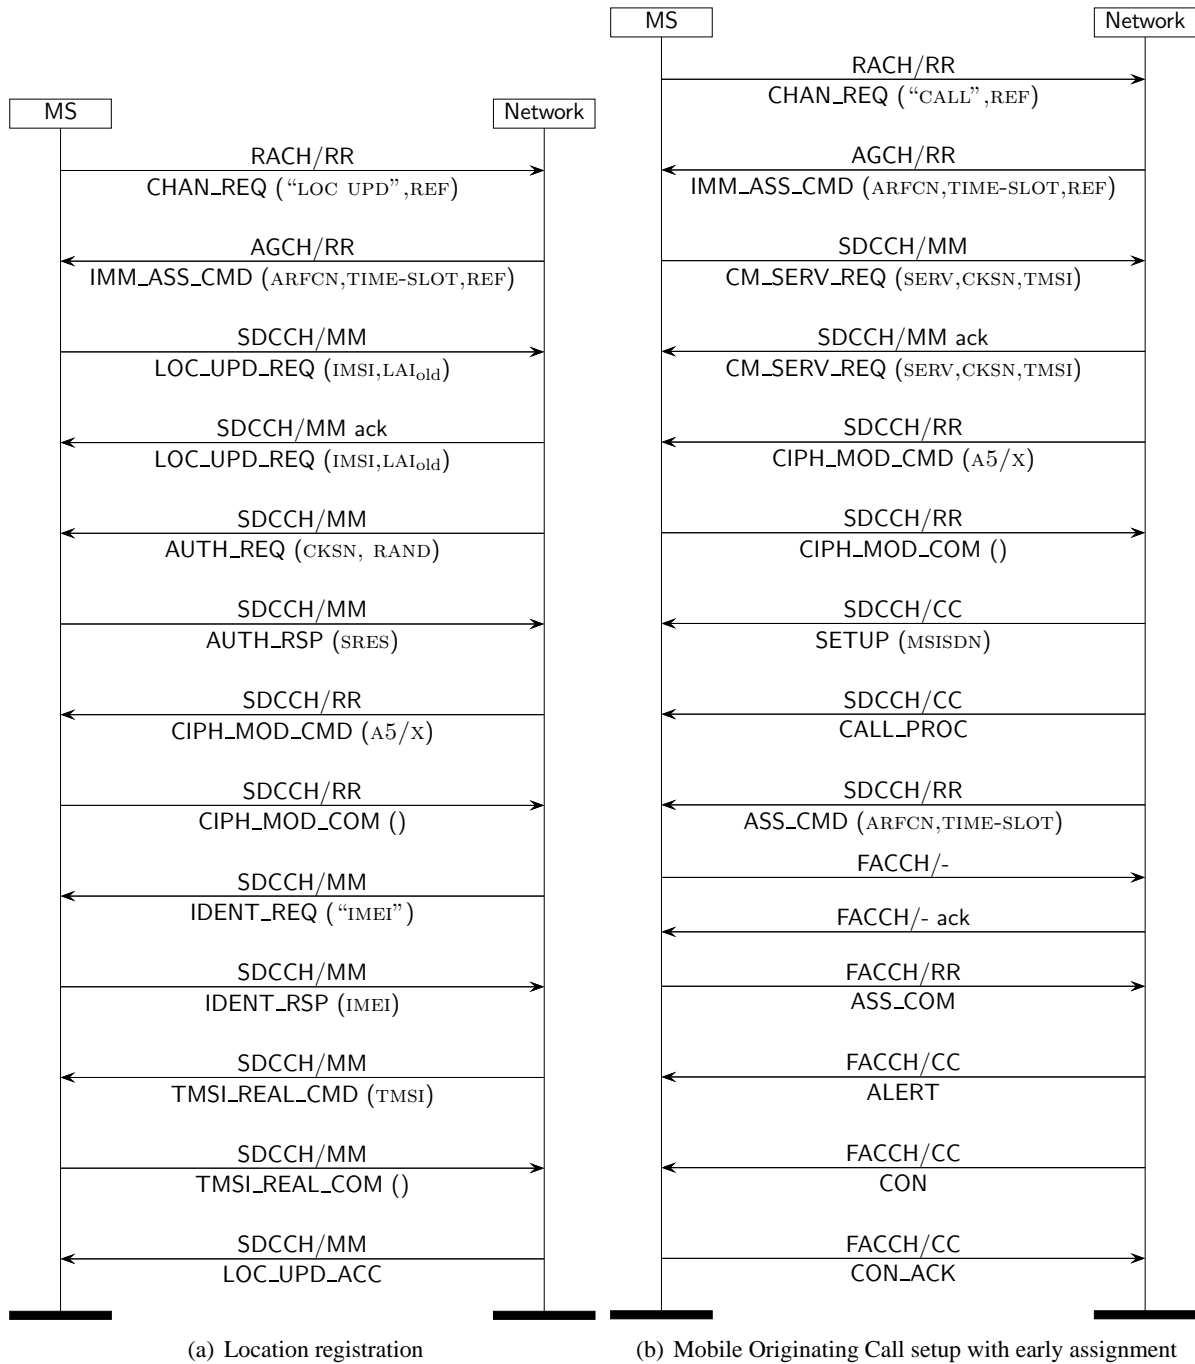 MS
Network
RACH/RR
CHAN_REQ (“LOC UPD”,REF)
AGCH/RR
IMM_ASS_CMD (ARFCN,TIME-SLOT,REF)
SDCCH/MM
LOC_UPD_REQ (IMSI,LAIold)
SDCCH/MM ack
LOC_UPD_REQ (IMSI,LAIold)
SDCCH/MM
AUTH_REQ (CKSN, RAND)
SDCCH/MM
AUTH_RSP (SRES)
SDCCH/RR
CIPH_MOD_CMD (A5/X)
SDCCH/RR
CIPH_MOD_COM ()
SDCCH/MM
IDENT_REQ (“IMEI”)
SDCCH/MM
IDENT_RSP (IMEI)
SDCCH/MM
TMSI_REAL_CMD (TMSI)
SDCCH/MM
TMSI_REAL_COM ()
SDCCH/MM
LOC_UPD_ACC
(a) Location registration
MS
Network
RACH/RR
CHAN_REQ (“CALL”,REF)
AGCH/RR
IMM_ASS_CMD (ARFCN,TIME-SLOT,REF)
SDCCH/MM
CM_SERV_REQ (SERV,CKSN,TMSI)
SDCCH/MM ack
CM_SERV_REQ (SERV,CKSN,TMSI)
SDCCH/RR
CIPH_MOD_CMD (A5/X)
SDCCH/RR
CIPH_MOD_COM ()
SDCCH/CC
SETUP (MSISDN)
SDCCH/CC
CALL_PROC
SDCCH/RR
ASS_CMD (ARFCN,TIME-SLOT)
FACCH/-
FACCH/- ack
FACCH/RR
ASS_COM
FACCH/CC
ALERT
FACCH/CC
CON
FACCH/CC
CON_ACK
(b) Mobile Originating Call setup with early assignment